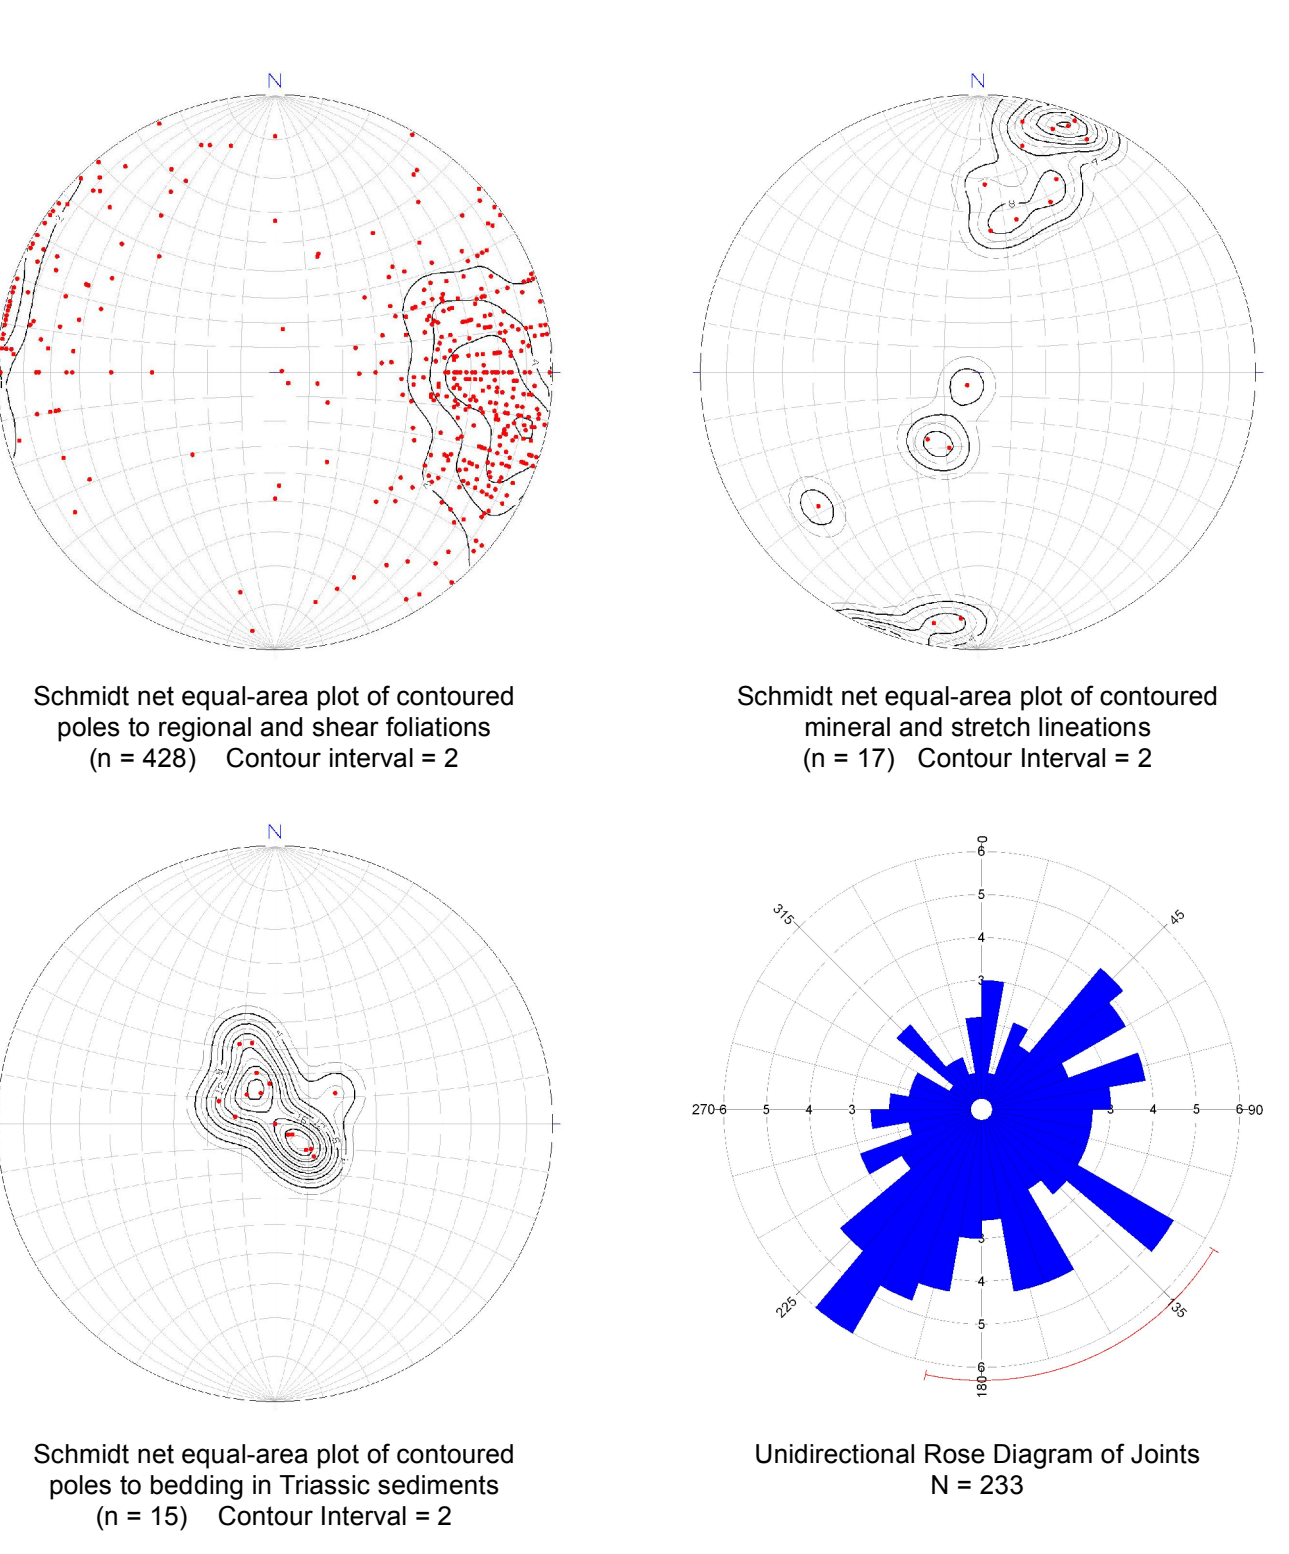 N
N
Schmidt net equal-area plot of contoured
poles to regional and shear foliations
(n = 428) Contour interval = 2
8
Schmidt net equal-area plot of contoured
mineral and stretch lineations
(n = 17) Contour Interval = 2
N
Schmidt net equal-area plot of contoured
poles to bedding in Triassic sediments
(n = 15) Contour Interval = 2
0
6
5
4
3
315
45
270 6 5 4 3
3 4 5 6 90
3
4
5
6
180
225
135
Unidirectional Rose Diagram of Joints
N = 233